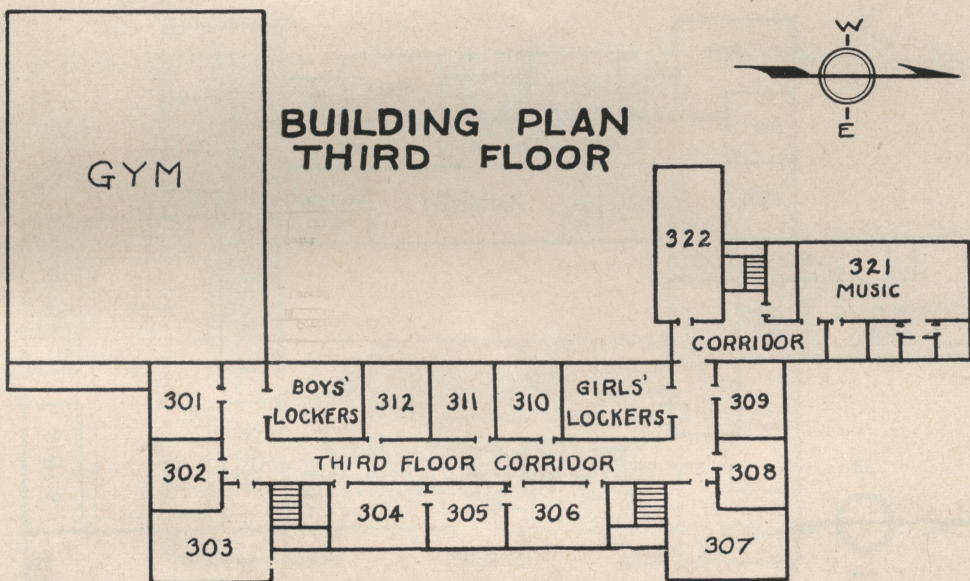 BUILDING PLAN
THIRD FLOOR
W
E
GYM
322
321
MUSIC
CORRIDOR
301
BOYS'
LOCKERS
312
311
310
GIRLS'
LOCKERS
309
302
THIRD FLOOR CORRIDOR
308
303
304
305
306
307